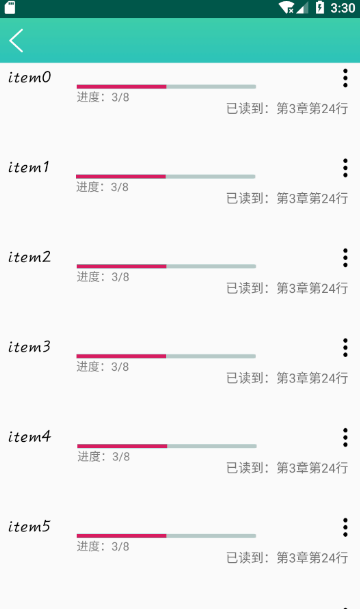 3:30
item0
进度：3/8
已读到：第3章第24行
item1
进度：3/8
已读到：第3章第24行
item2
进度：3/8
已读到：第3章第24行
item3
进度：3/8
已读到：第3章第24行
item4
进度：3/8
已读到：第3章第24行
item5
进度：3/8
已读到：第3章第24行